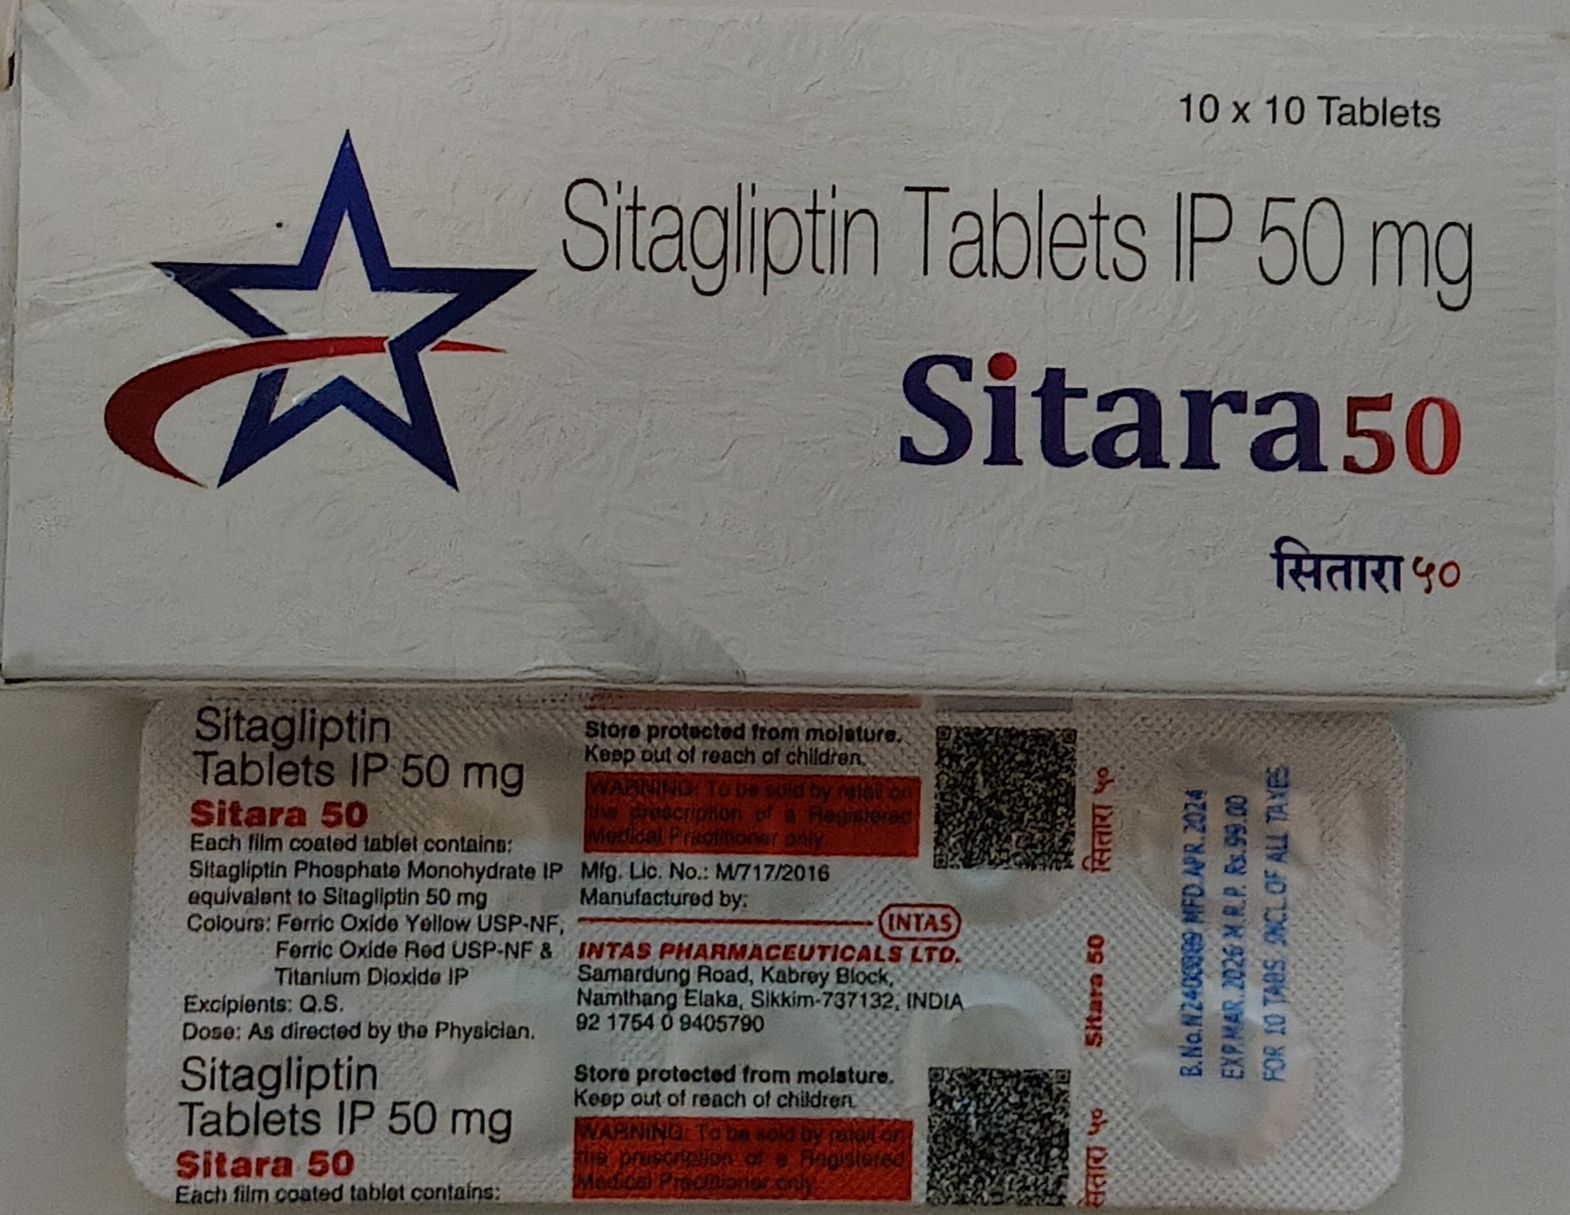 10 x 10 Tablets
Sitagliptin Tablets IP 50 mg
Sitara 50
सितारा ५०
Sitagliptin
Tablets IP 50 mg
Sitara 50
Each film coated tablet contains:
Sitagliptin Phosphate Monohydrate IP
equivalent to Sitagliptin 50 mg
Colours: Ferric Oxide Yellow USP-NF,
Ferric Oxide Red USP-NF &
Titanium Dioxide IP
Excipients: Q.S.
Dose: As directed by the Physician.
Store protected from moisture.
Keep out of reach of children.
WARNING: To be sold by retail on
the prescription of a Registered
Medical Practitioner only
Mfg. Lic. No.: M/717/2016
Manufactured by:
INTAS
INTAS PHARMACEUTICALS LTD.
Samardung Road, Kabrey Block,
Namthang Elaka, Sikkim-737132, INDIA
92 1754 0 9405790
सितारा ५०
Sitara 50
सितारा ५०
B.No.N2400899 MFD.APR.2024
EXP.MAR.2026 M.R.P. Rs.99.00
FOR 10 TABS. INCL.OF ALL TAXES
Sitagliptin
Tablets IP 50 mg
Sitara 50
Each film coated tablet contains:
Store protected from moisture.
Keep out of reach of children.
WARNING: To be sold by retail on
the prescription of a Registered
Medical Practitioner only